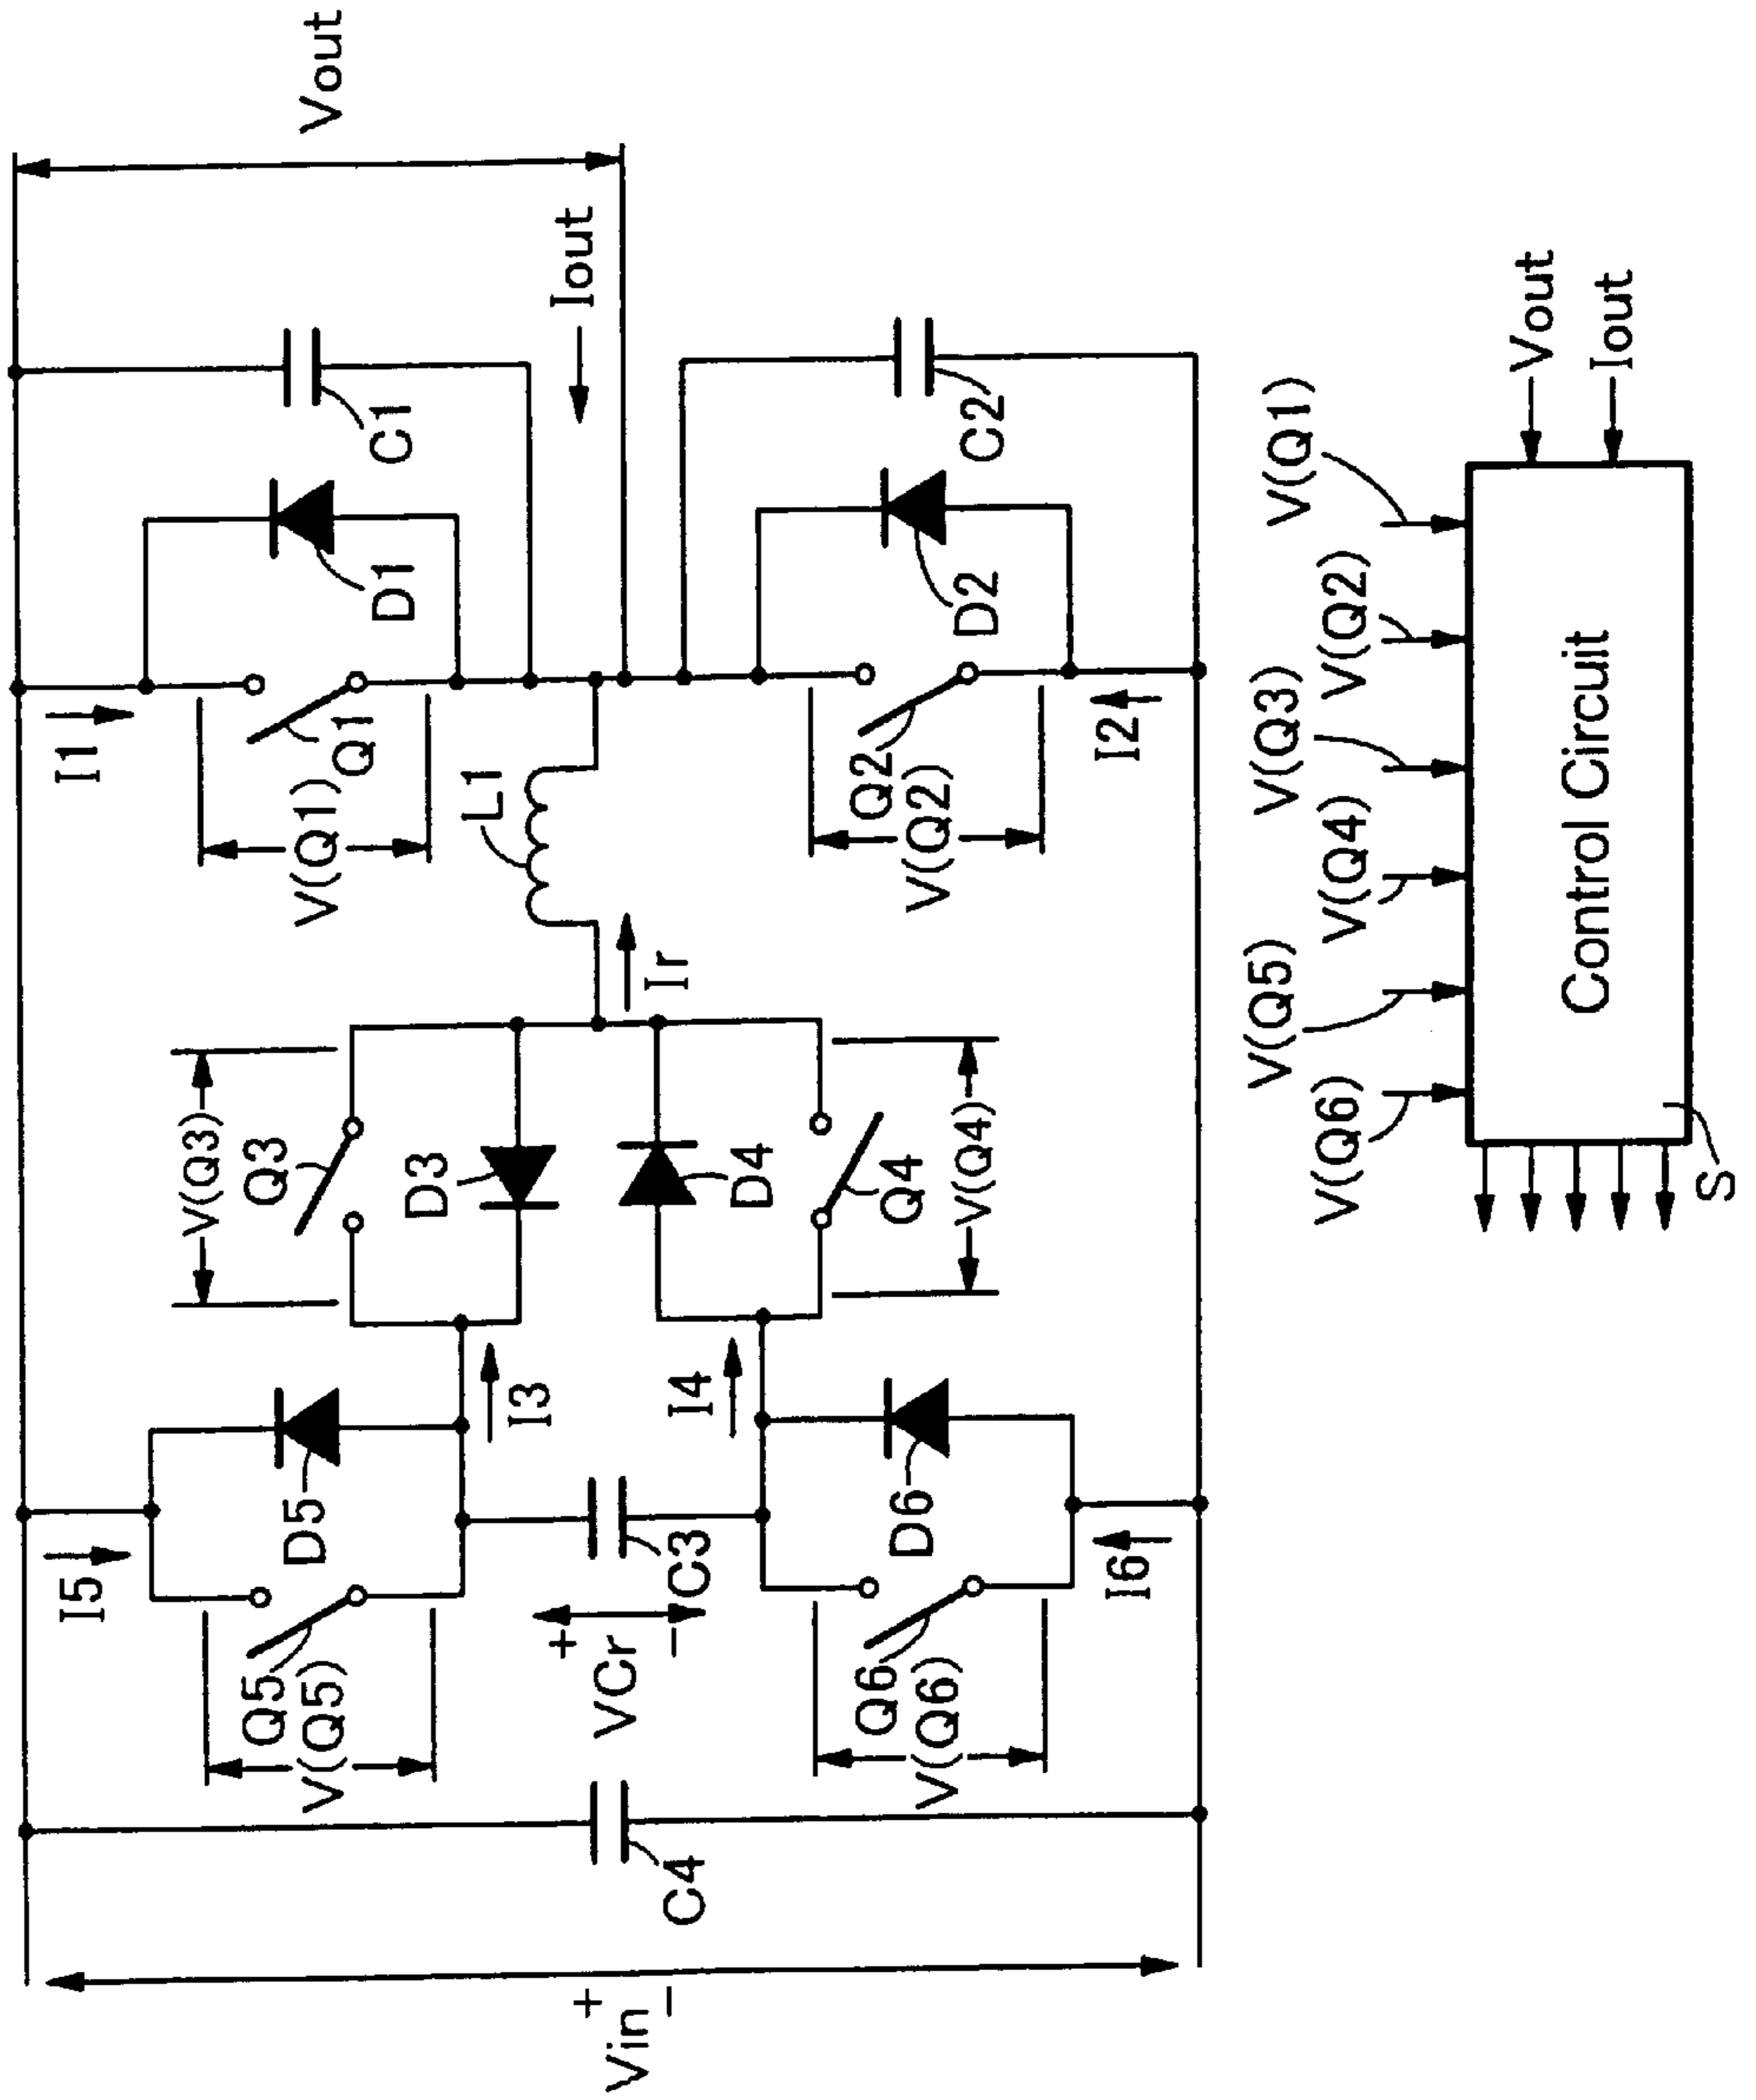 Vin
+
−
C4
I5
Q5
V(Q5)
D5
VCr
+
−
C3
Q6
V(Q6)
D6
I6
I3
I4
V(Q3)
Q3
D3
D4
Q4
V(Q4)
Ir
L1
I1
Q1
V(Q1)
D1
C1
Q2
V(Q2)
D2
C2
I2
Iout
Vout
V(Q6)
V(Q5)
V(Q4)
V(Q3)
V(Q2)
V(Q1)
Control Circuit
Vout
Iout
S